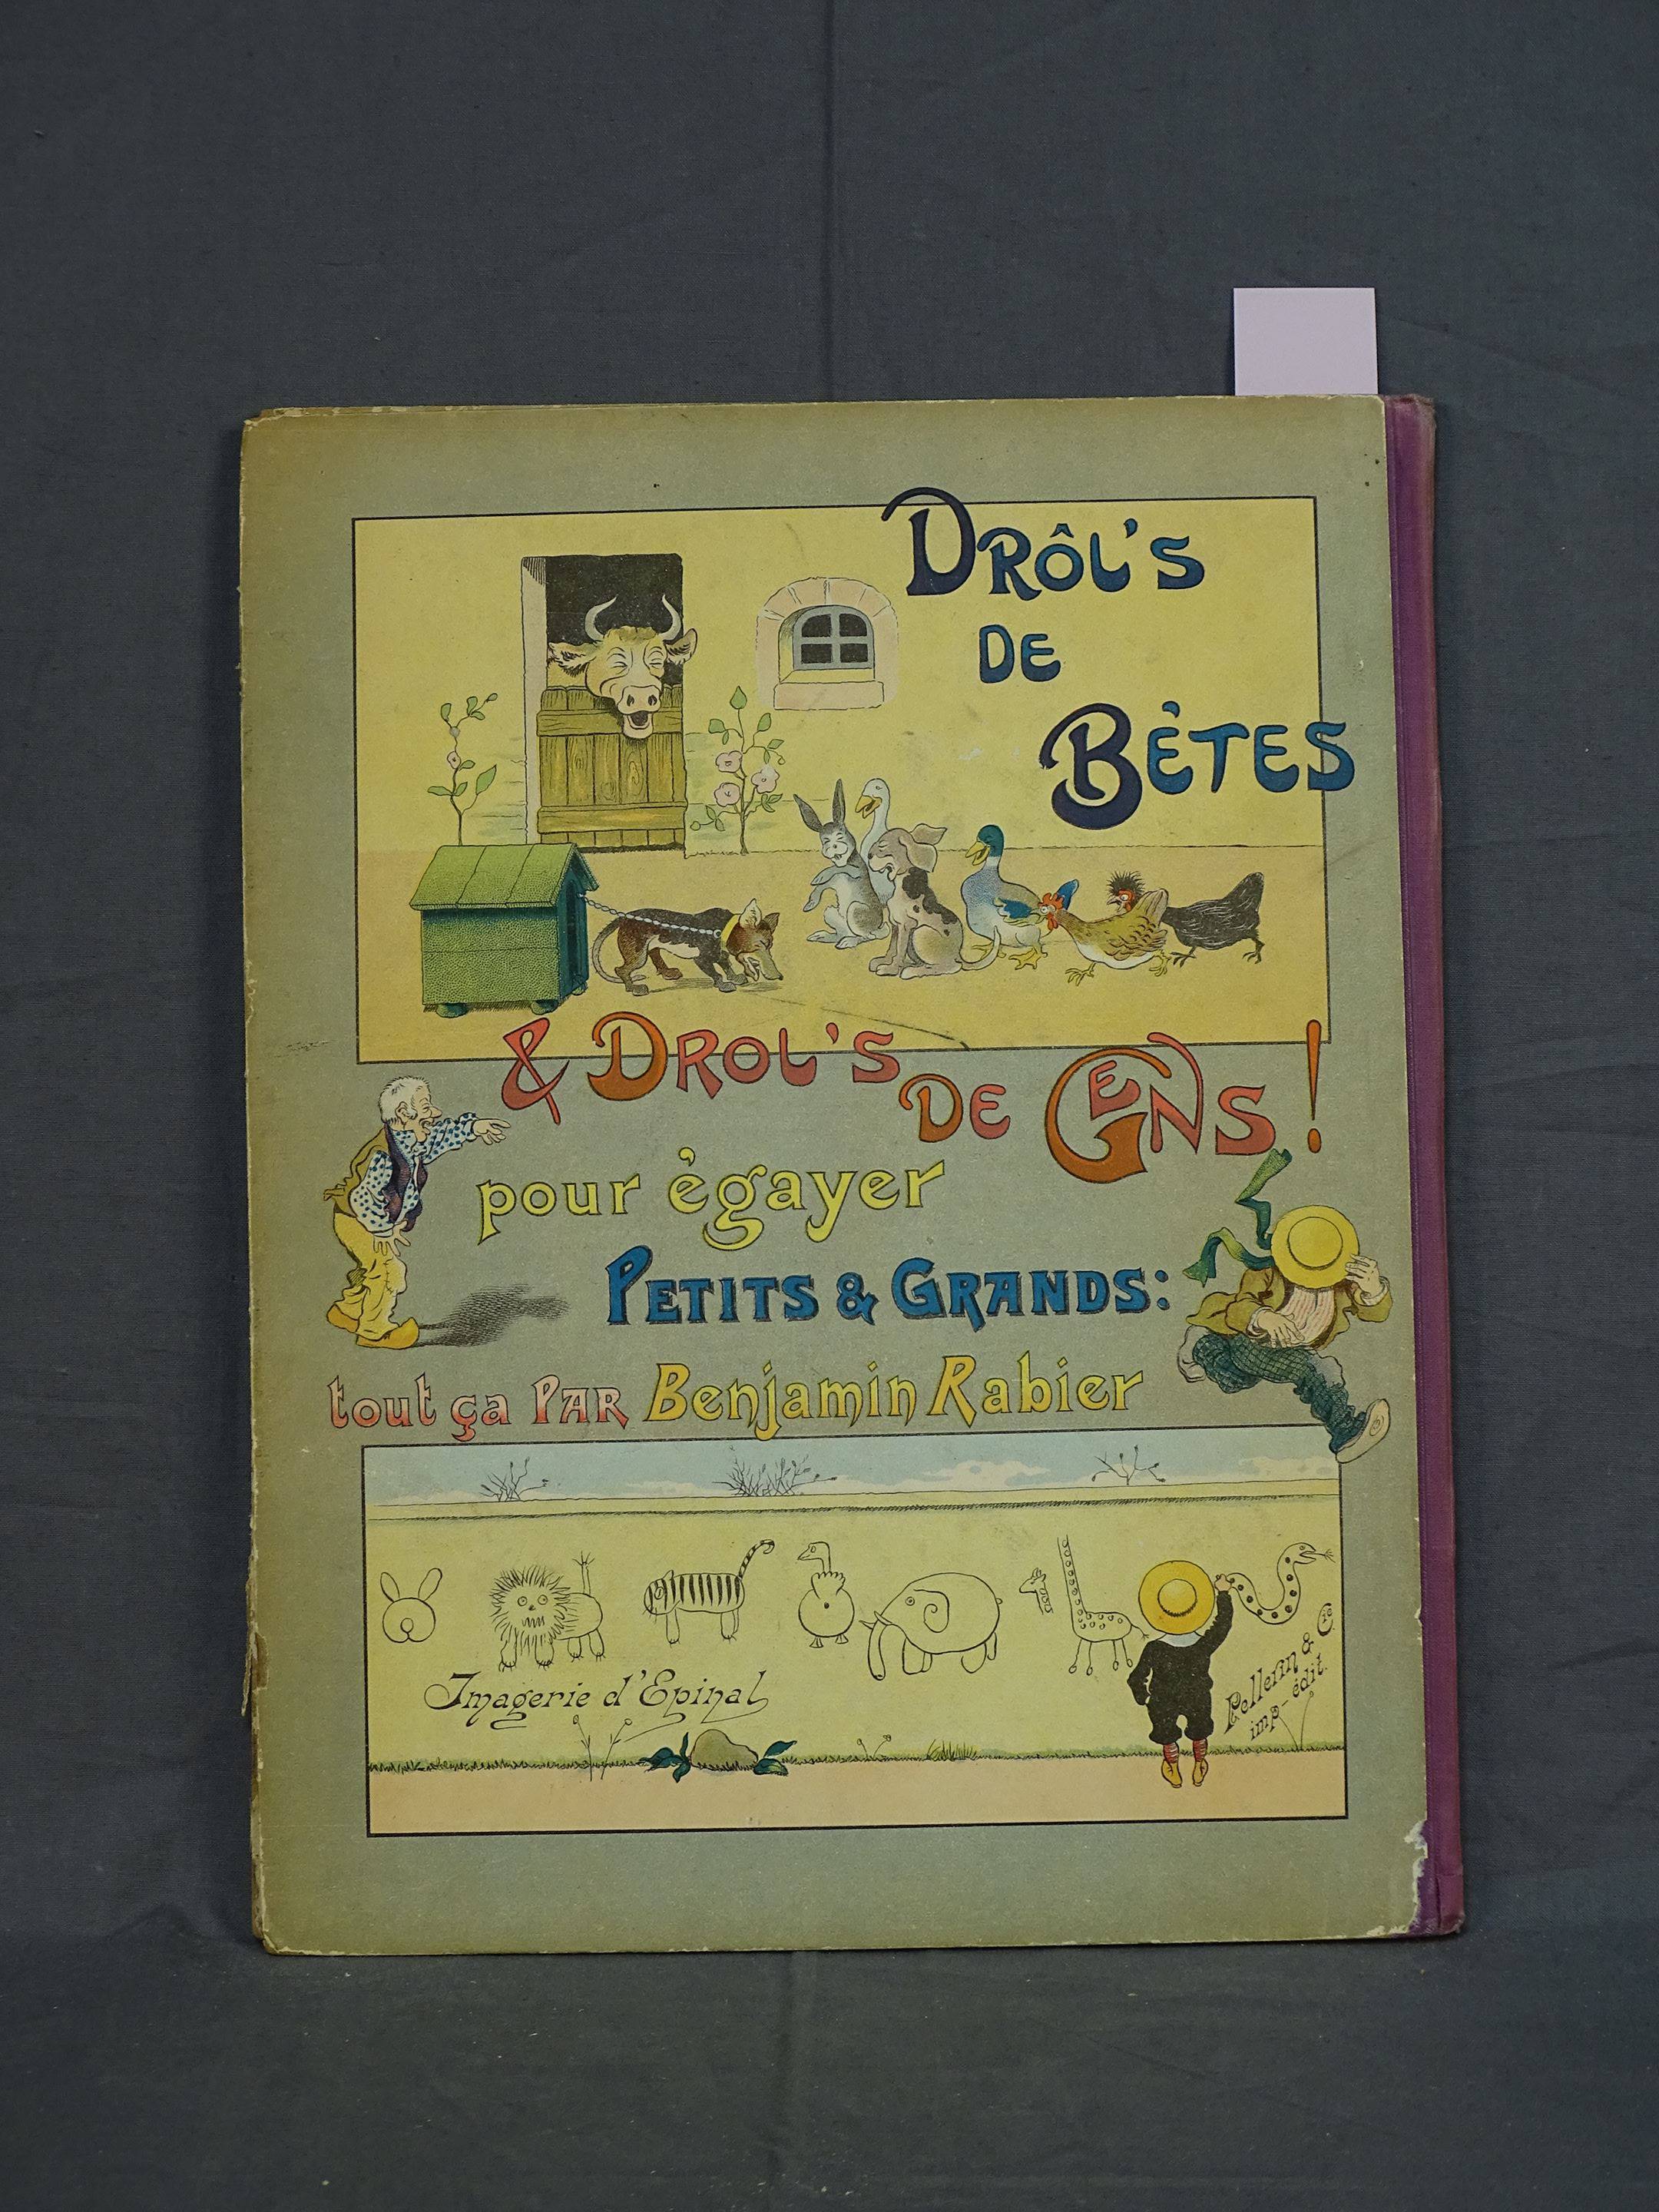 DRÔL'S
DE
BÊTES
& DROL'S DE GENS!
pour égayer
PETITS & GRANDS:
tout ça PAR Benjamin Rabier
Imagerie d'Epinal
Pellerin & Cie
imp-édit.